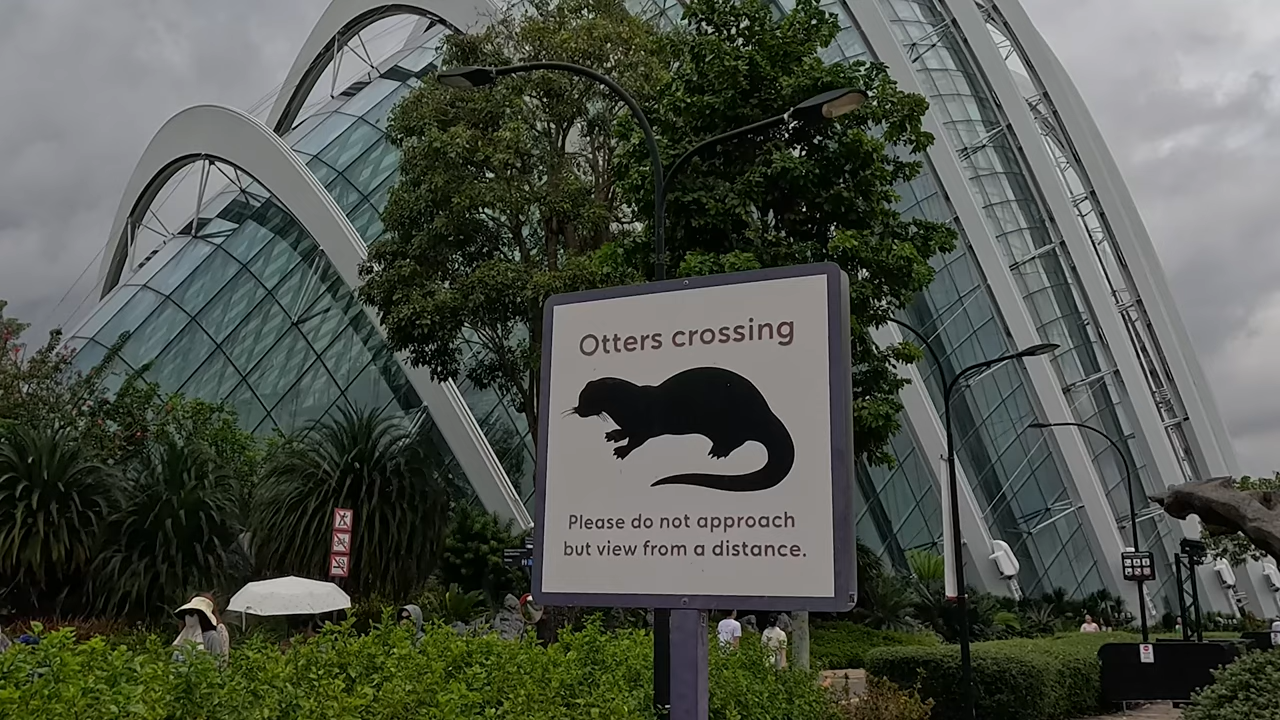 Otters crossing
Please do not approach
but view from a distance.